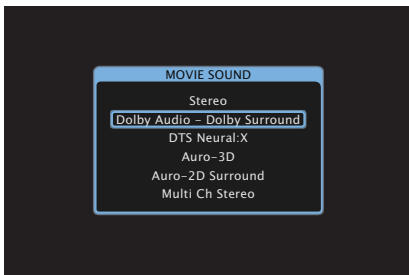 MOVIE SOUND
Stereo
Dolby Audio – Dolby Surround
DTS Neural:X
Auro-3D
Auro-2D Surround
Multi Ch Stereo